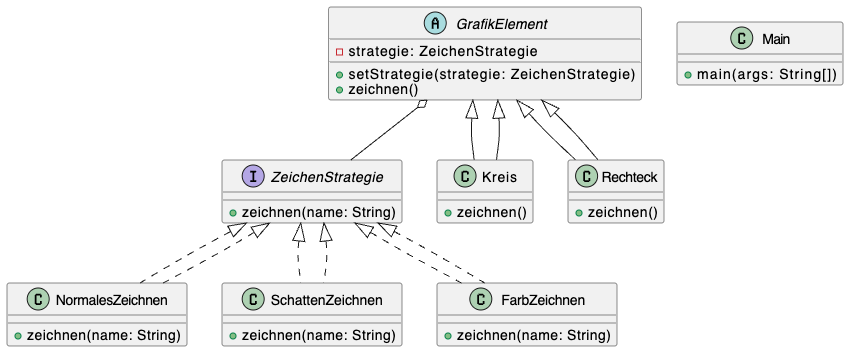 A GrafikElement
strategie: ZeichenStrategie
setStrategie(strategie: ZeichenStrategie)
zeichnen()
C Main
main(args: String[])
I ZeichenStrategie
zeichnen(name: String)
C Kreis
zeichnen()
C Rechteck
zeichnen()
C NormalesZeichnen
zeichnen(name: String)
C SchattenZeichnen
zeichnen(name: String)
C FarbZeichnen
zeichnen(name: String)